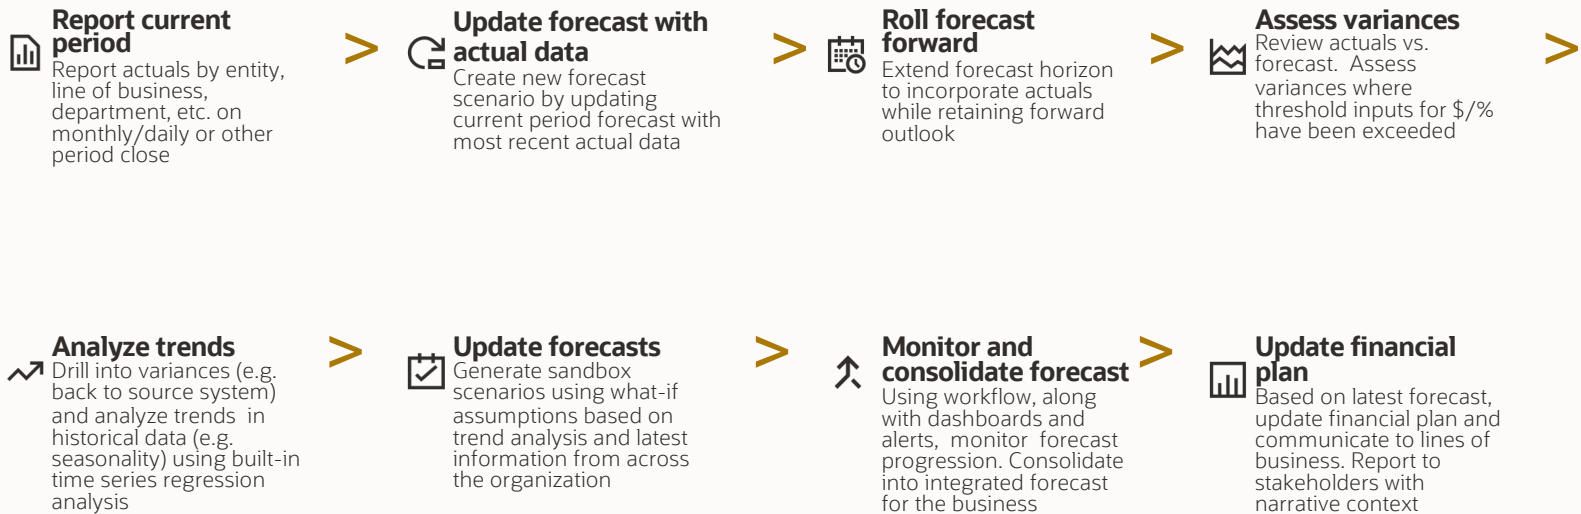 Report current
period
Report actuals by entity,
line of business,
department, etc. on
monthly/daily or other
period close
>
Update forecast with
actual data
Create new forecast
scenario by updating
current period forecast with
most recent actual data
>
Roll forecast
forward
Extend forecast horizon
to incorporate actuals
while retaining forward
outlook
>
Assess variances
Review actuals vs.
forecast. Assess
variances where
threshold inputs for $/%
have been exceeded
>
Analyze trends
Drill into variances (e.g.
back to source system)
and analyze trends in
historical data (e.g.
seasonality) using built-in
time series regression
analysis
>
Update forecasts
Generate sandbox
scenarios using what-if
assumptions based on
trend analysis and latest
information from across
the organization
>
Monitor and
consolidate forecast
Using workflow, along
with dashboards and
alerts, monitor forecast
progression. Consolidate
into integrated forecast
for the business
>
Update financial
plan
Based on latest forecast,
update financial plan and
communicate to lines of
business. Report to
stakeholders with
narrative context